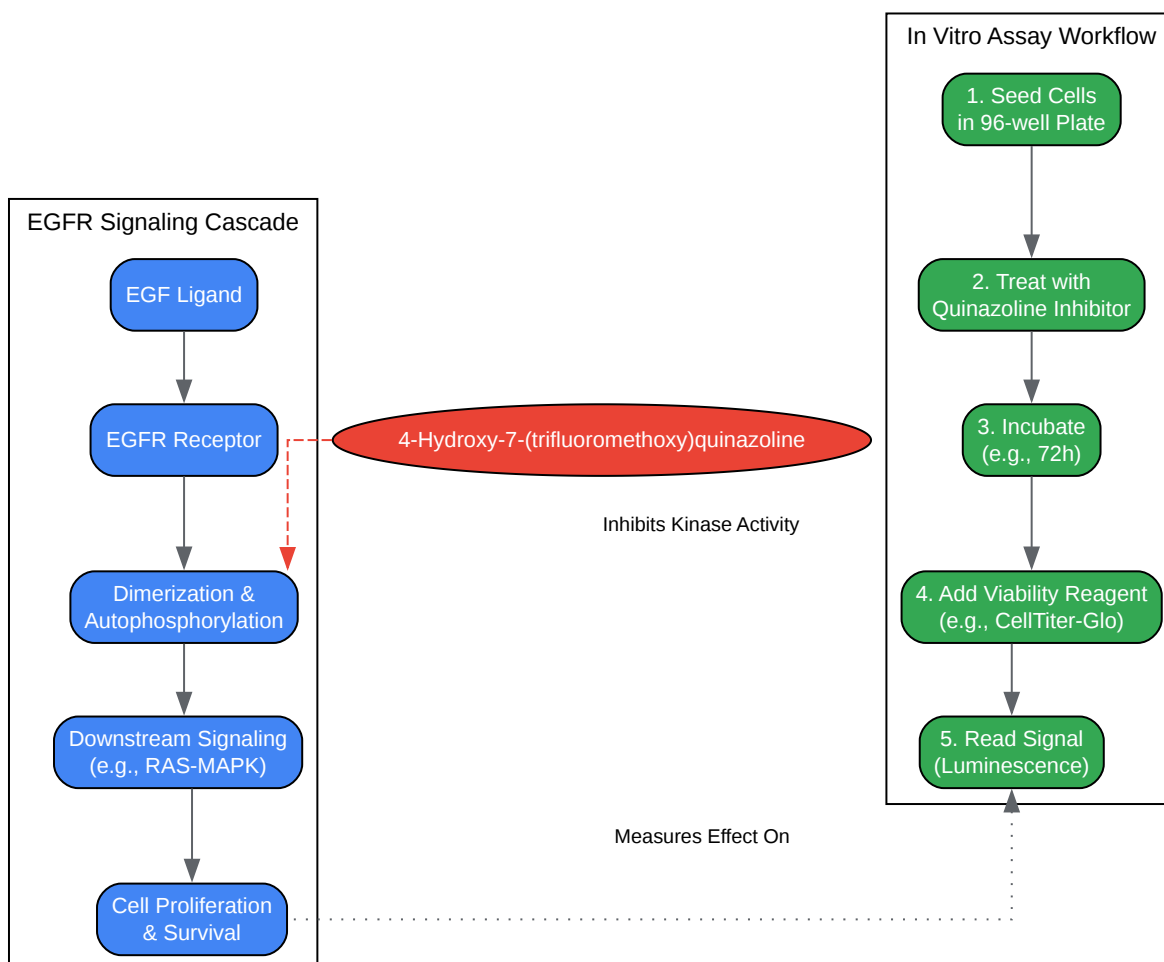 EGFR Signaling Cascade
EGF Ligand
EGFR Receptor
Dimerization &
Autophosphorylation
Downstream Signaling
(e.g., RAS-MAPK)
Cell Proliferation
& Survival
4-Hydroxy-7-(trifluoromethoxy)quinazoline
Inhibits Kinase Activity
Measures Effect On
In Vitro Assay Workflow
1. Seed Cells
in 96-well Plate
2. Treat with
Quinazoline Inhibitor
3. Incubate
(e.g., 72h)
4. Add Viability Reagent
(e.g., CellTiter-Glo)
5. Read Signal
(Luminescence)